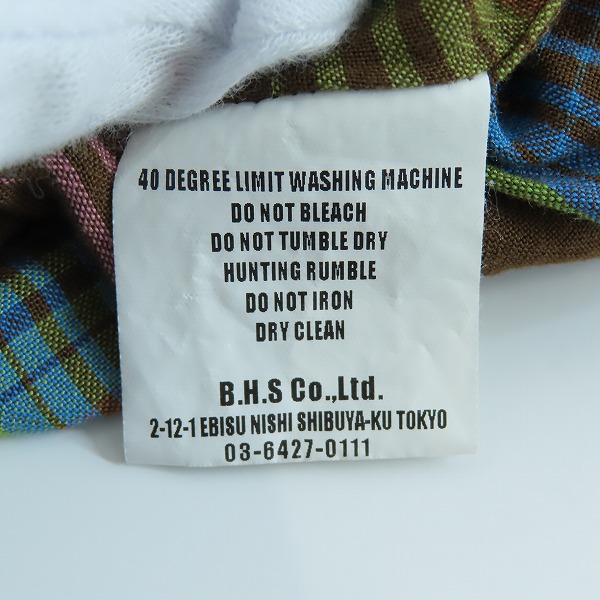 40 DEGREE LIMIT WASHING MACHINE
DO NOT BLEACH
DO NOT TUMBLE DRY
HUNTING RUMBLE
DO NOT IRON
DRY CLEAN
B.H.S Co.,Ltd.
2-12-1 EBISU NISHI SHIBUYA-KU TOKYO
03-6427-0111